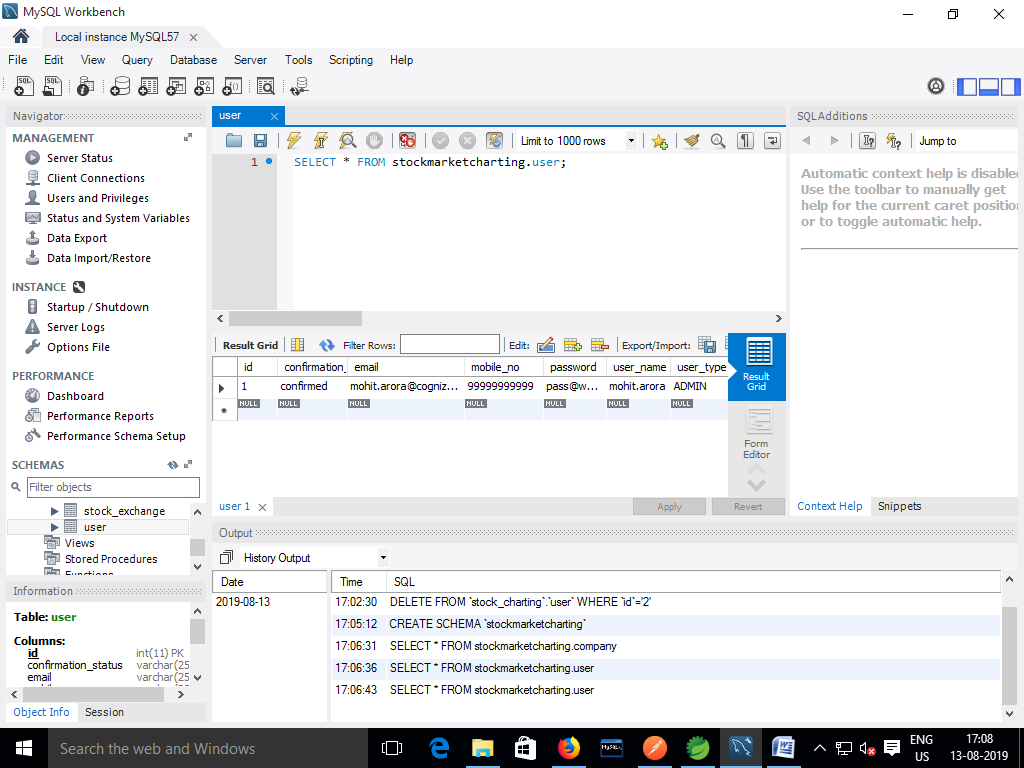 MySQL Workbench
Local instance MySQL57
File Edit View Query Database Server Tools Scripting Help
Navigator
MANAGEMENT
Server Status
Client Connections
Users and Privileges
Status and System Variables
Data Export
Data Import/Restore
INSTANCE
Startup / Shutdown
Server Logs
Options File
PERFORMANCE
Dashboard
Performance Reports
Performance Schema Setup
SCHEMAS
Filter objects
stock_exchange
user
Views
Stored Procedures
Functions
Information
Table: user
Columns:
id int(11) PK
confirmation_status varchar(25
email varchar(25
Object Info Session
user
Limit to 1000 rows
1 SELECT * FROM stockmarketcharting.user;
Result Grid Filter Rows: Edit: Export/Import:
id confirmation_ email mobile_no password user_name user_type
1 confirmed mohit.arora@cogniz... 99999999999 pass@w... mohit.arora ADMIN
NULL NULL NULL NULL NULL NULL NULL
Result
Grid
Form
Editor
user 1 Apply Revert
SQLAdditions
Jump to
Automatic context help is disabled
Use the toolbar to manually get
help for the current caret position
or to toggle automatic help.
Context Help Snippets
Output
History Output
Date Time SQL
2019-08-13 17:02:30 DELETE FROM `stock_charting`.`user` WHERE `id`='2'
17:05:12 CREATE SCHEMA `stockmarketcharting`
17:06:31 SELECT * FROM stockmarketcharting.company
17:06:36 SELECT * FROM stockmarketcharting.user
17:06:43 SELECT * FROM stockmarketcharting.user
Search the web and Windows
MySQL
ENG
US
17:08
13-08-2019